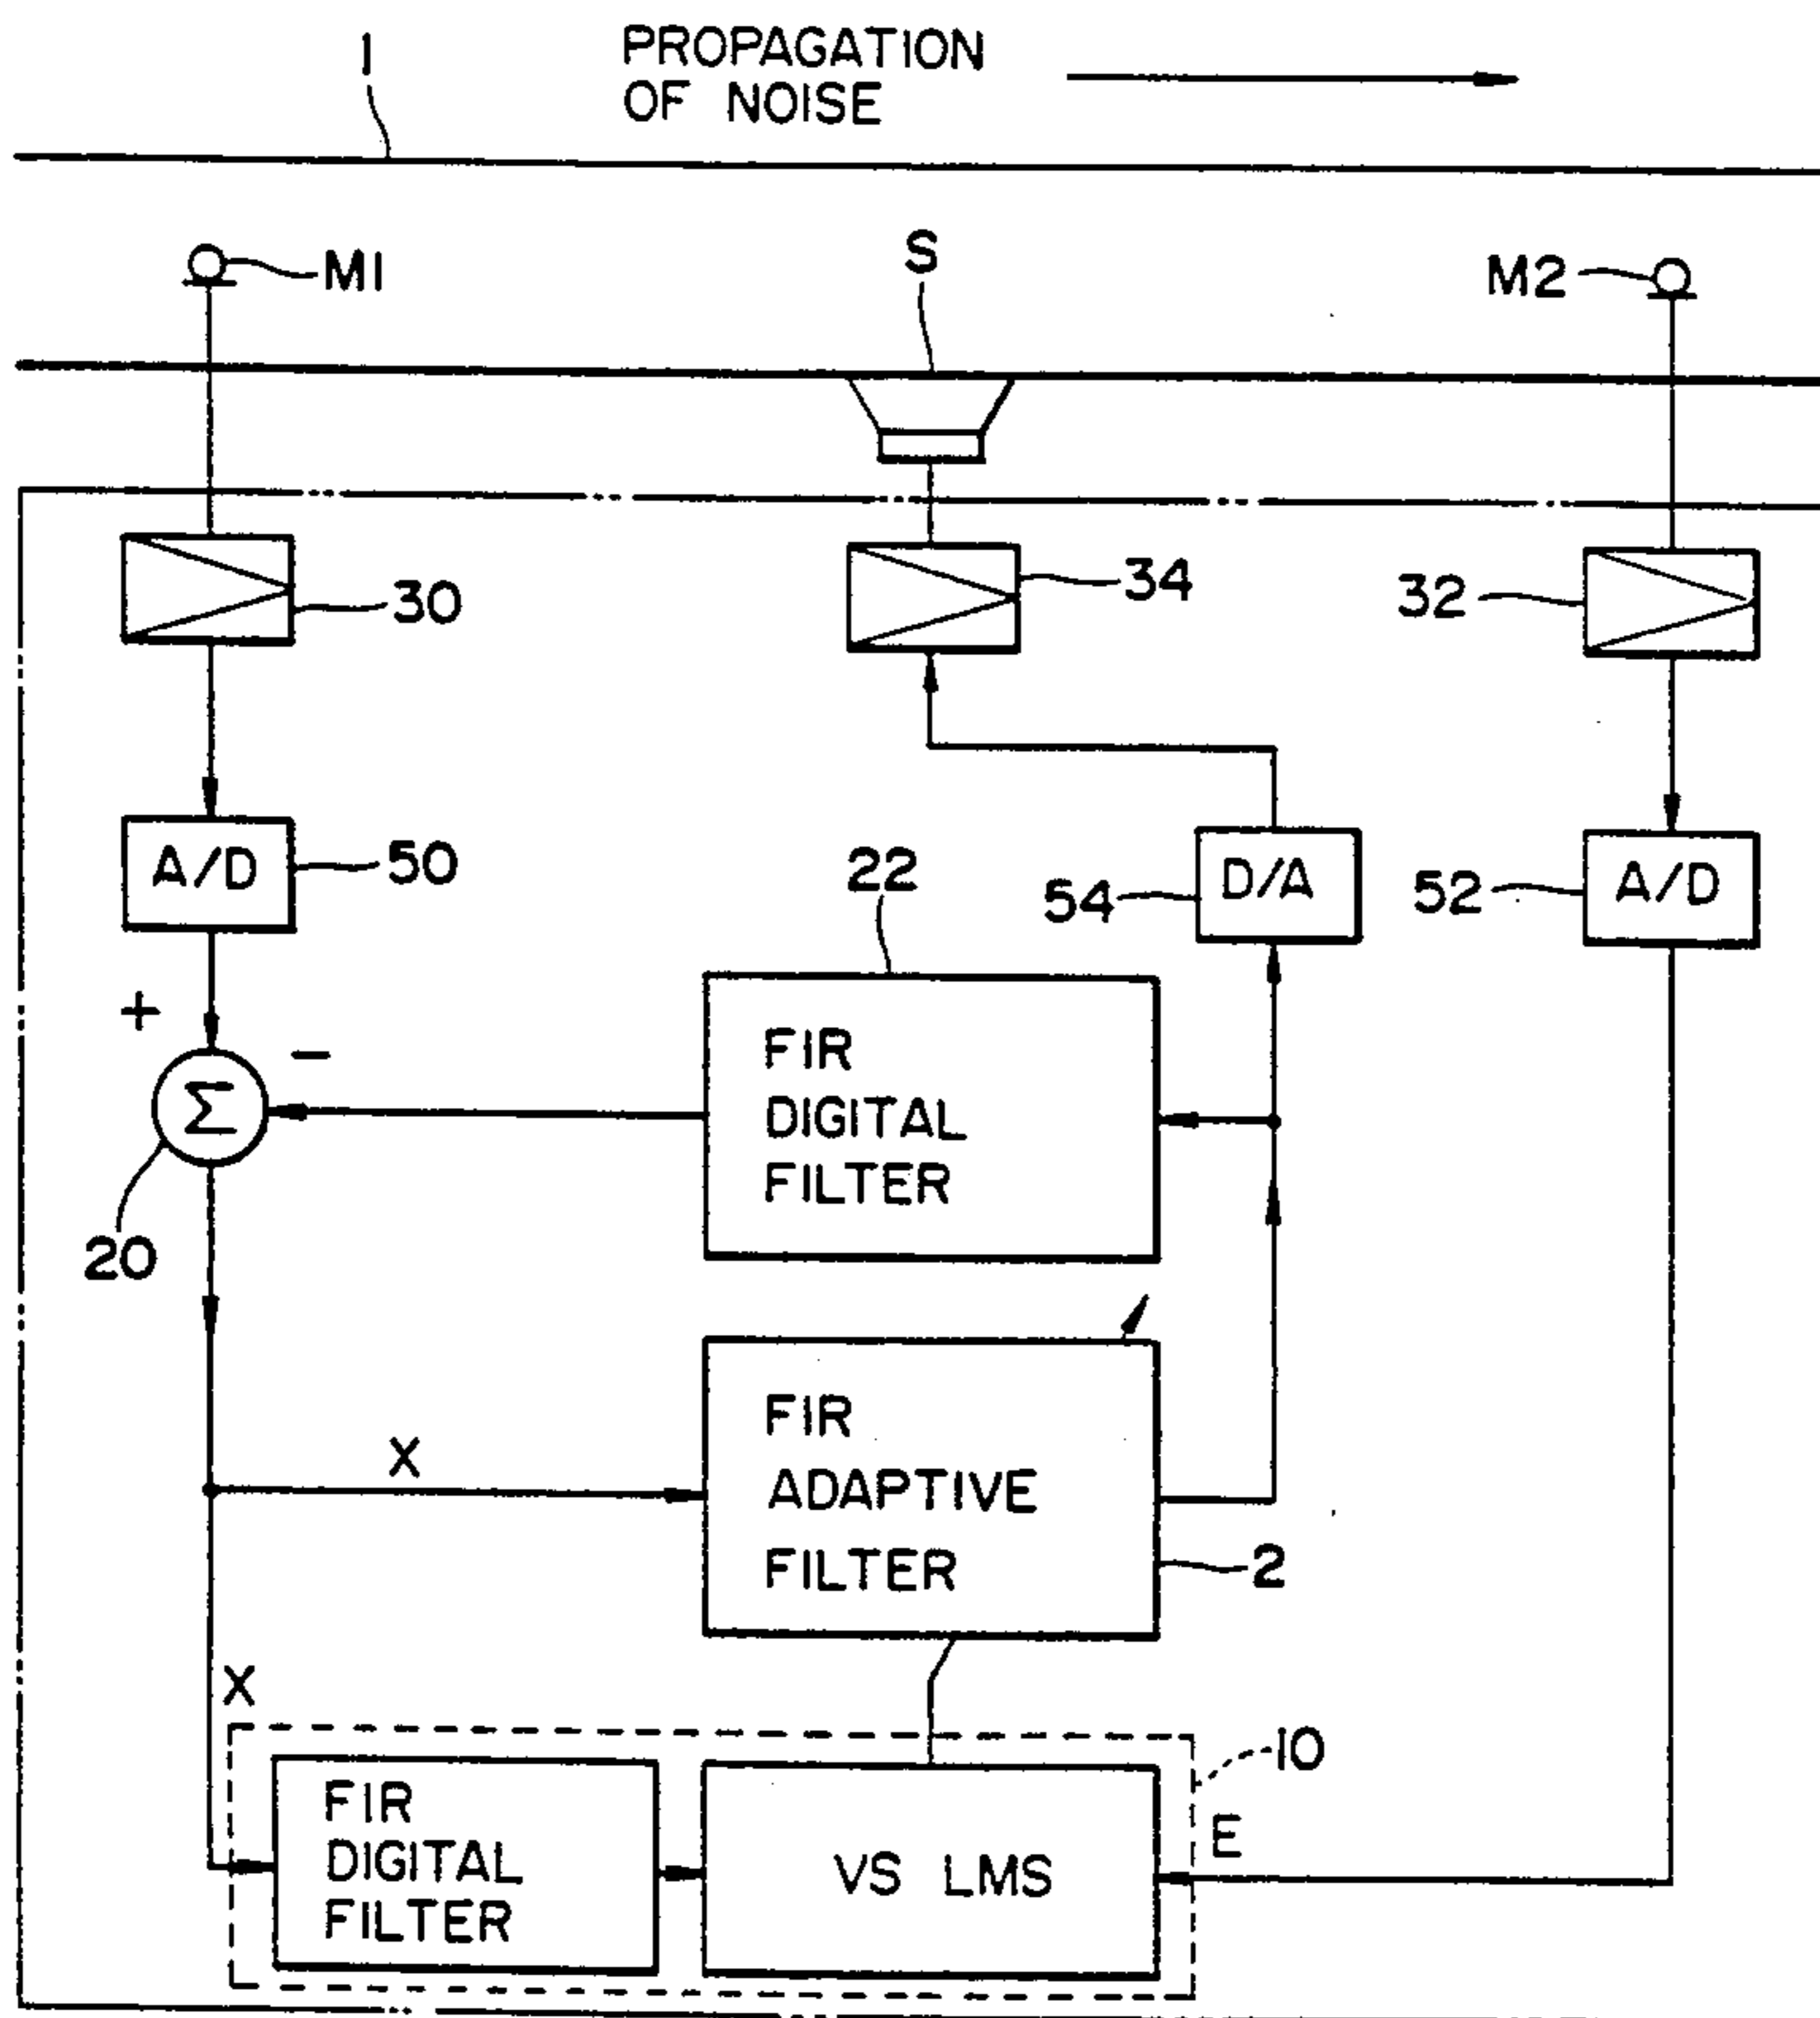 1
PROPAGATION
OF NOISE
M1
S
M2
30
34
32
A/D
50
22
54
D/A
52
A/D
+
−
FIR
DIGITAL
FILTER
Σ
20
FIR
ADAPTIVE
FILTER
X
2
X
10
FIR
DIGITAL
FILTER
VS LMS
E